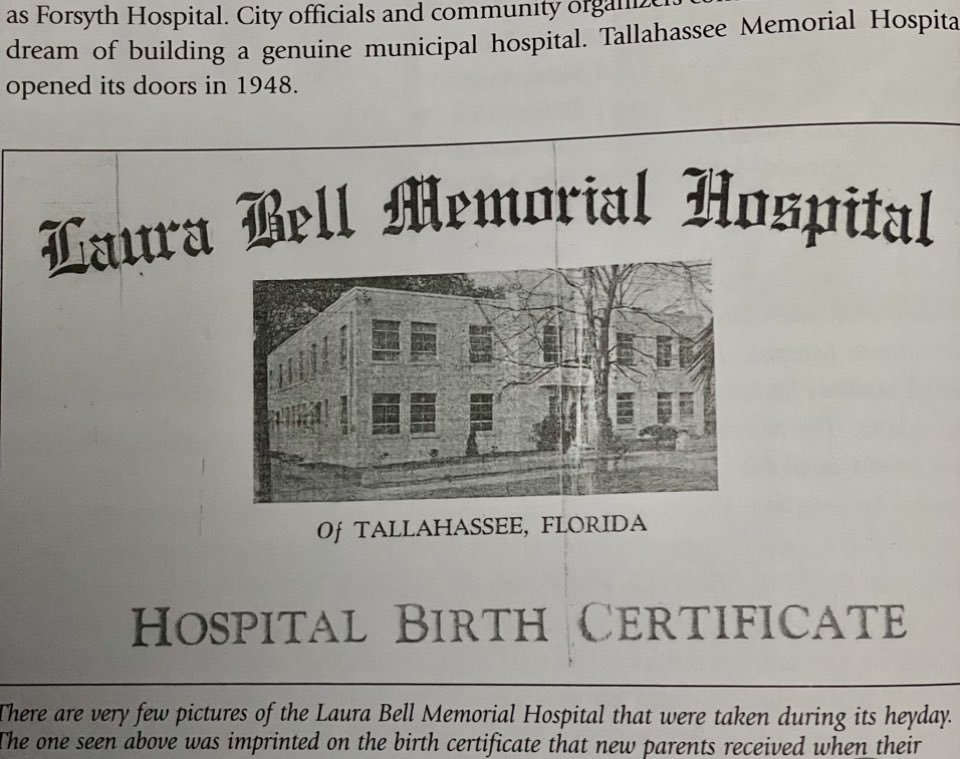 as Forsyth Hospital. City officials and community organizers
dream of building a genuine municipal hospital. Tallahassee Memorial Hospita
opened its doors in 1948.
Laura Bell Memorial Hospital
Of TALLAHASSEE, FLORIDA
HOSPITAL BIRTH CERTIFICATE
There are very few pictures of the Laura Bell Memorial Hospital that were taken during its heyday.
The one seen above was imprinted on the birth certificate that new parents received when their